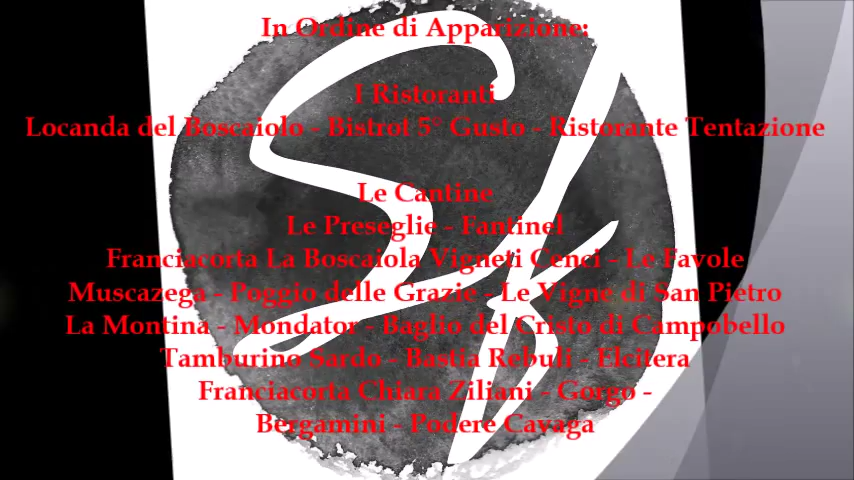 In Ordine di Apparizione:
I Ristoranti
Locanda del Boscaiolo - Bistrot 5° Gusto - Ristorante Tentazione
Le Cantine
Le Preseglie - Fantinel
Franciacorta La Boscaiola Vigneti Cenci - Le Favole
Muscazega - Poggio delle Grazie - Le Vigne di San Pietro
La Montina - Mondator - Baglio del Cristo di Campobello
Tamburino Sardo - Bastìa Rebuli - Elcitera
Franciacorta Chiara Ziliani - Gorgo -
Bergamini - Podere Cavaga